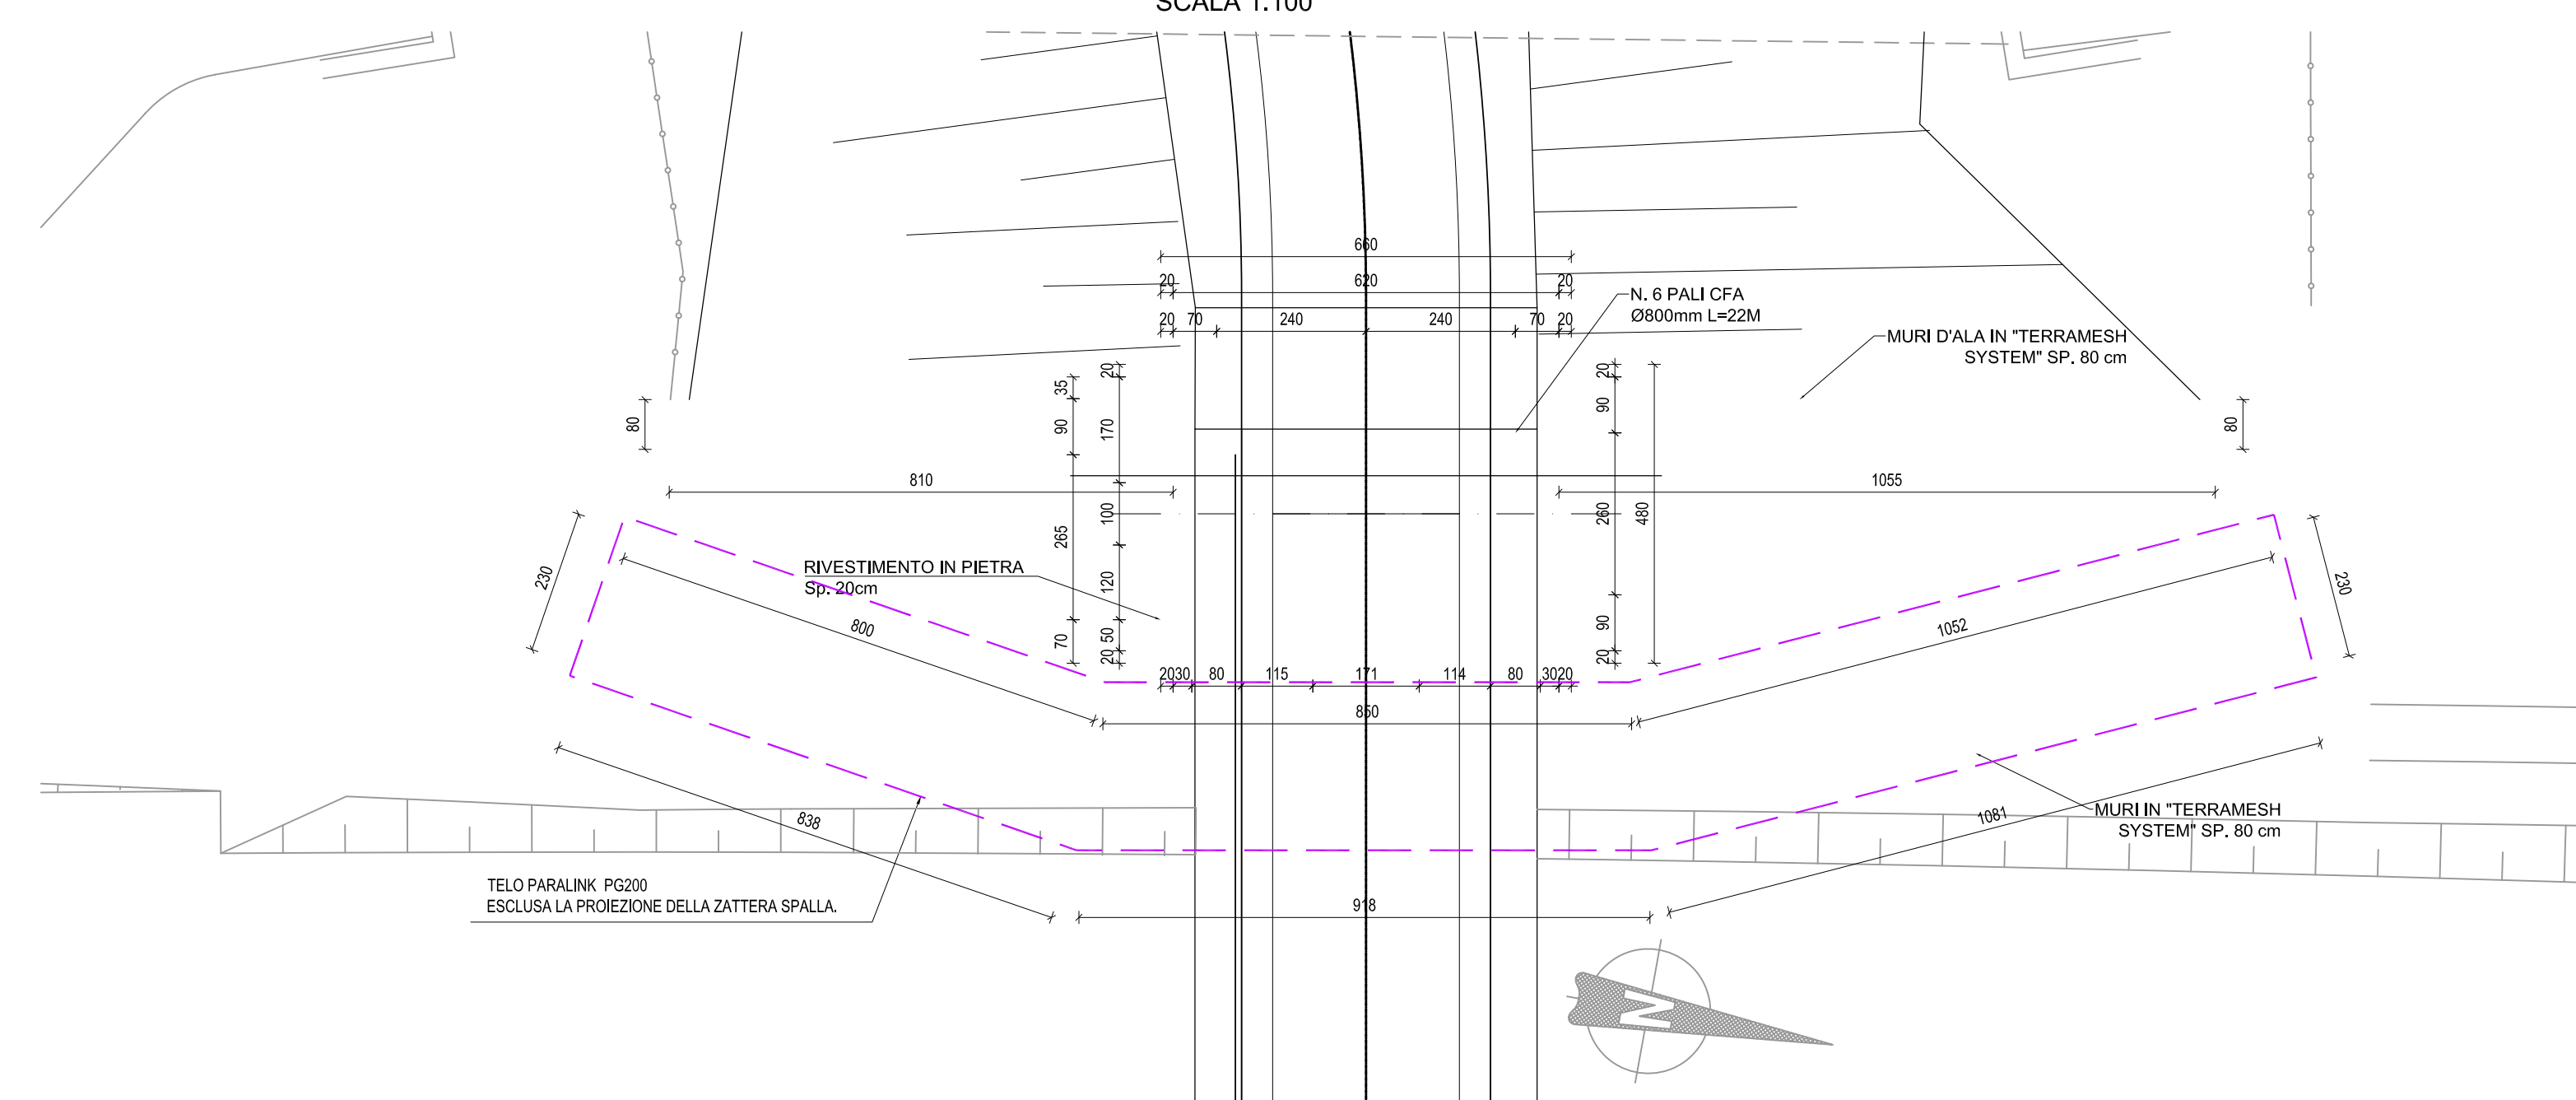 SCALA 1:100
660
20 620 20
20 70 240 240 70 20
N. 6 PALI CFA
Ø800mm L=22M
MURI D'ALA IN "TERRAMESH
SYSTEM" SP. 80 cm
35
90
265
70
20
170
100
120
50
20
20
90
260
90
20
480
80
80
810
1055
230
230
RIVESTIMENTO IN PIETRA
Sp. 20cm
800
1052
20 30 80 115 171 114 80 30 20
850
838
1081
MURI IN "TERRAMESH
SYSTEM" SP. 80 cm
TELO PARALINK PG200
ESCLUSA LA PROIEZIONE DELLA ZATTERA SPALLA.
918
N